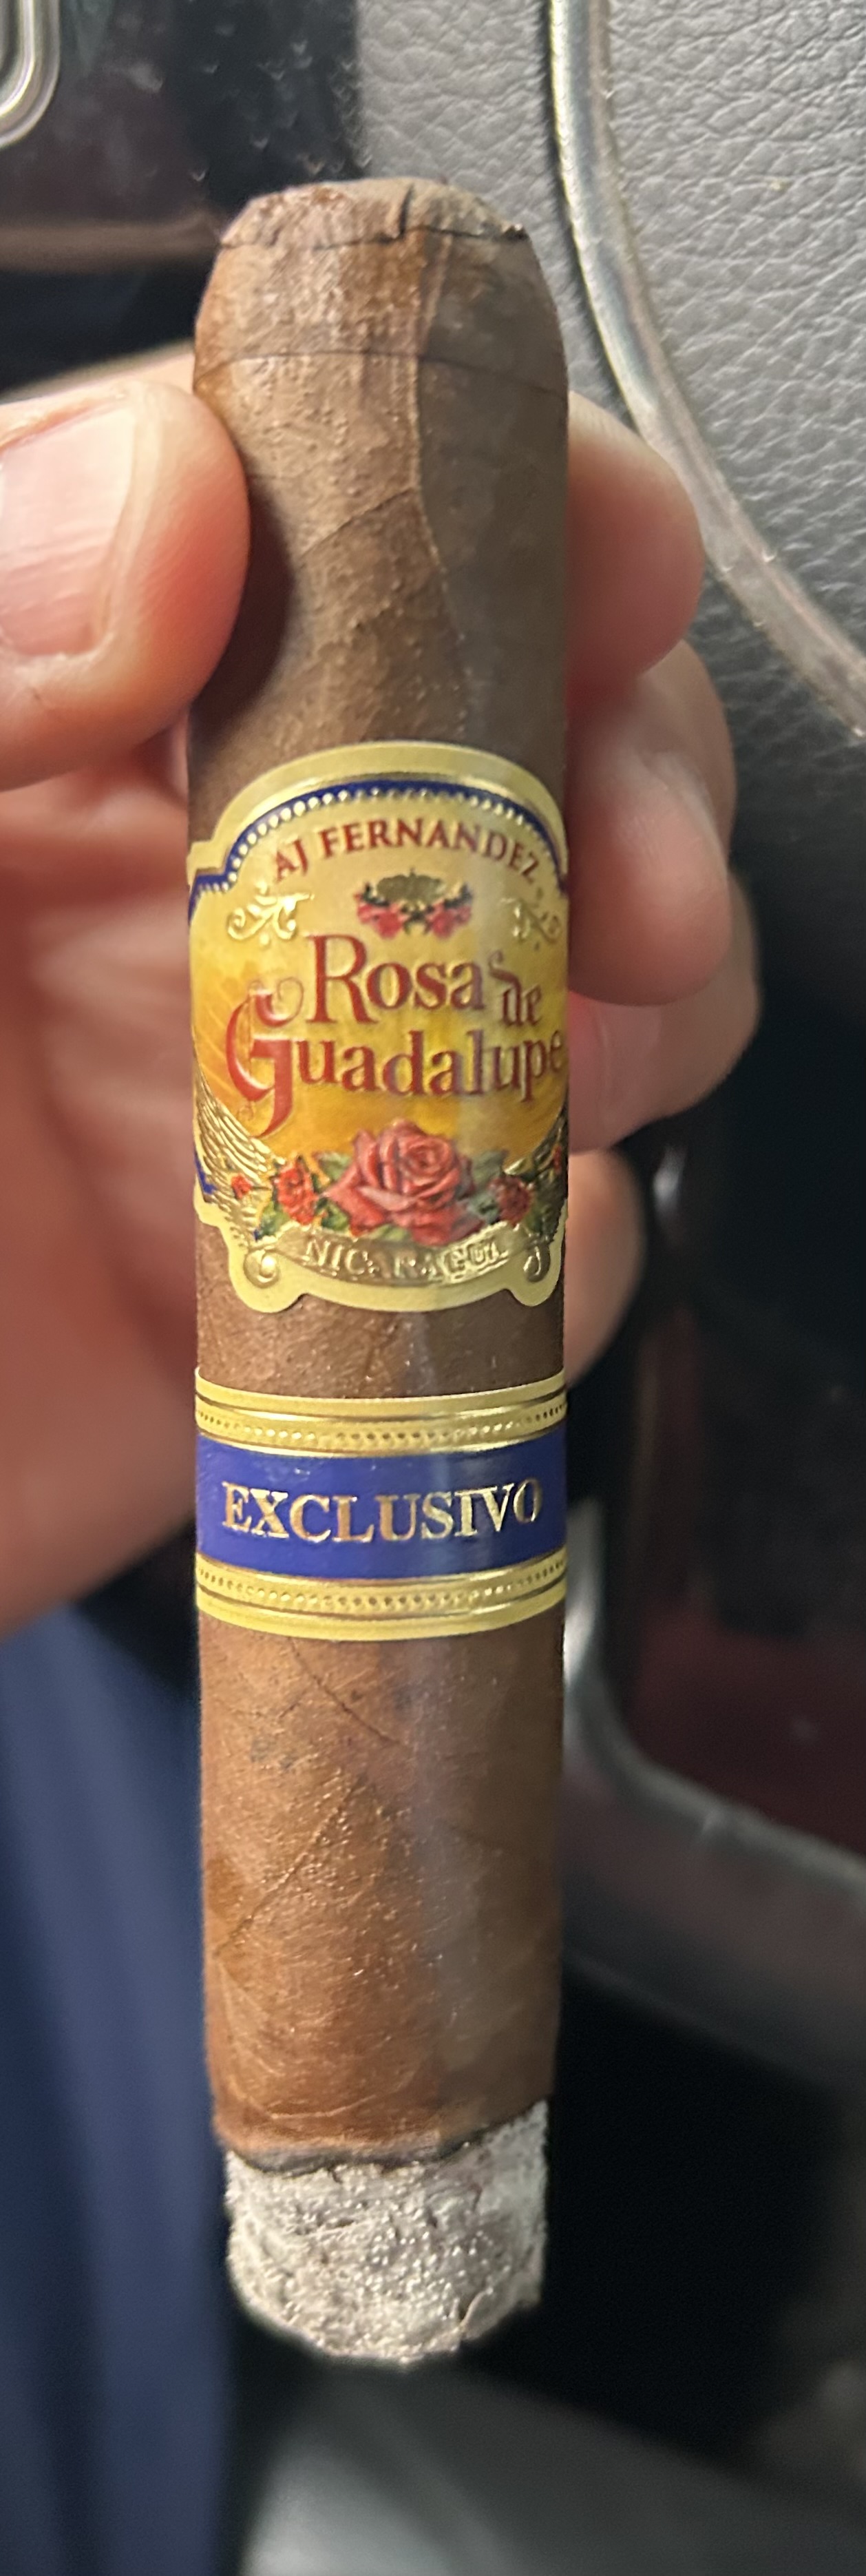 AJ FERNANDEZ
Rosa de
Guadalupe
NICARAGUA
EXCLUSIVO